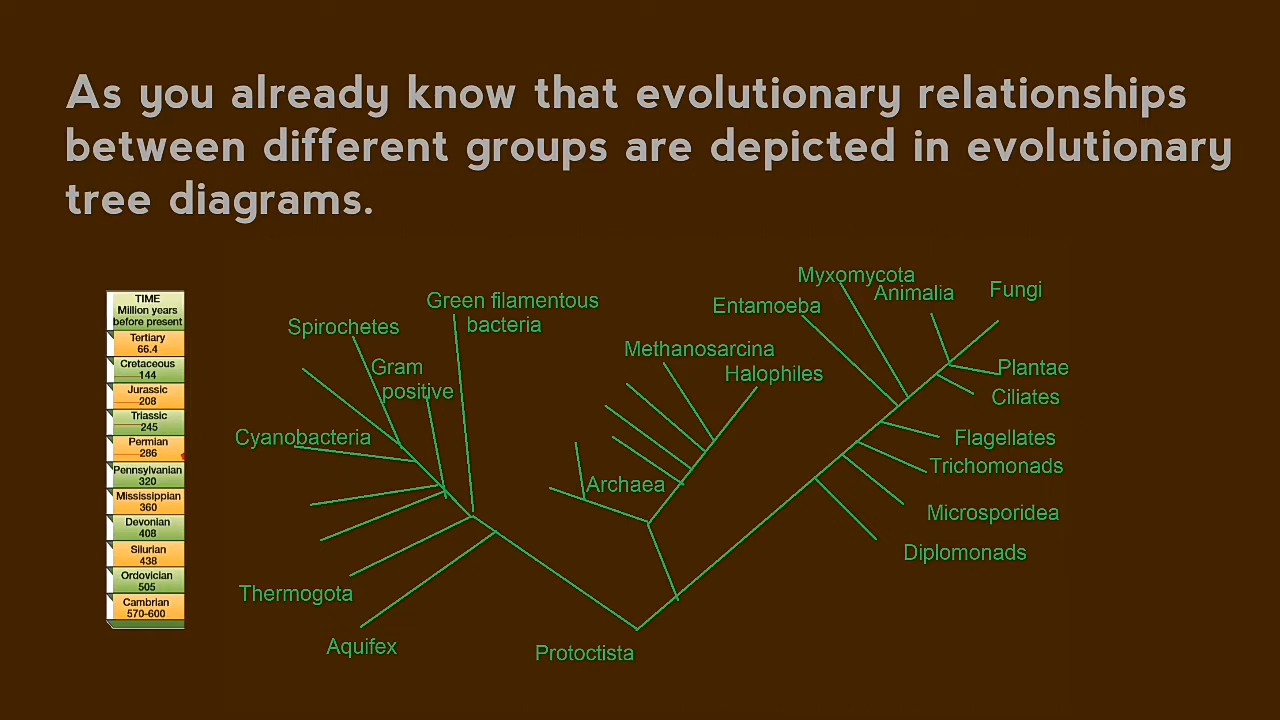 As you already know that evolutionary relationships
between different groups are depicted in evolutionary
tree diagrams.
TIME
Million years
before present
Tertiary
66.4
Cretaceous
144
Jurassic
208
Triassic
245
Permian
286
Pennsylvanian
320
Mississippian
360
Devonian
408
Silurian
438
Ordovician
505
Cambrian
570-600
Spirochetes
Green filamentous
bacteria
Gram
positive
Cyanobacteria
Thermogota
Aquifex
Protoctista
Methanosarcina
Halophiles
Archaea
Entamoeba
Myxomycota
Animalia
Fungi
Plantae
Ciliates
Flagellates
Trichomonads
Microsporidea
Diplomonads